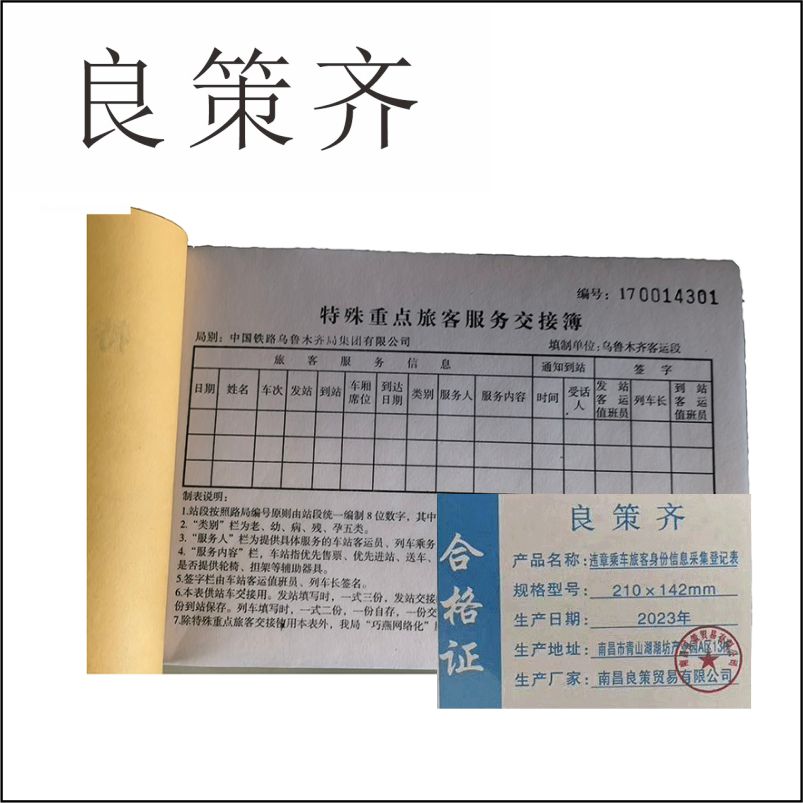 良策齐
编号：170014301
特殊重点旅客服务交接簿
局别：中国铁路乌鲁木齐局集团有限公司 填制单位：乌鲁木齐客运段
旅客服务信息 通知到站 签字
日期 姓名 车次 发站 到站 车厢席位 到达日期 类别 服务人 服务内容 时间 受话人 发站客运值班员 列车长 到站客运值班员
制表说明：
1.站段按照路局编号原则由站段统一编制8位数字，其中
2.“类别”栏为老、幼、病、残、孕五类。
3.“服务人”栏为提供具体服务的车站客运员、列车乘务
4.“服务内容”栏，车站指优先售票、优先进站、送车、
是否提供轮椅、担架等辅助器具。
5.签字栏由车站客运值班员、列车长签名。
6.本表供站车交接用。发站填写时，一式三份，发站交接
份到站保存。列车填写时，一式二份，一份自存，一份交
7.除特殊重点旅客交接使用本表外，我局“巧燕网络化”
合格证
良策齐
产品名称：违章乘车旅客身份信息采集登记表
规格型号：210×142mm
生产日期：2023年
生产地址：南昌市青山湖湖坊产业园A区13栋
生产厂家：南昌良策贸易有限公司